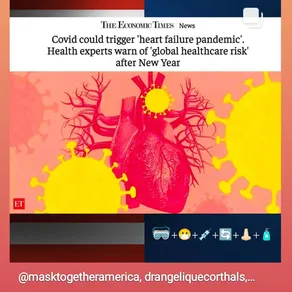 THE ECONOMIC TIMES News
Covid could trigger 'heart failure pandemic'.
Health experts warn of 'global healthcare risk'
after New Year
ET
@masktogetheramerica, drangeliquecorthals,...